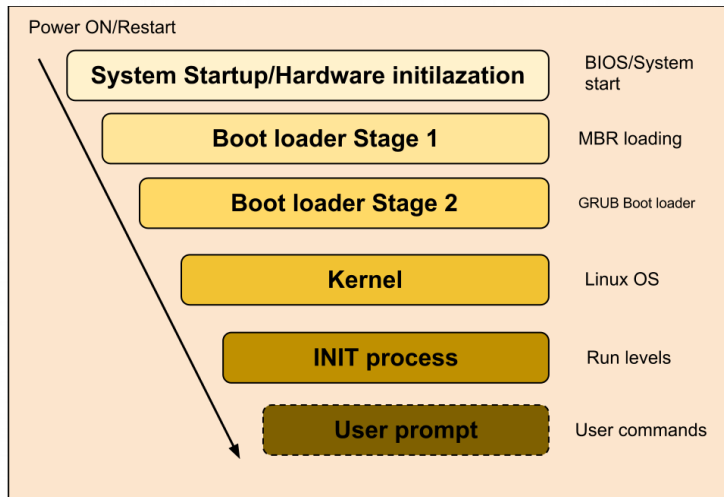 Power ON/Restart
System Startup/Hardware initilazation
BIOS/System
start
Boot loader Stage 1
MBR loading
Boot loader Stage 2
GRUB Boot loader
Kernel
Linux OS
INIT process
Run levels
User prompt
User commands